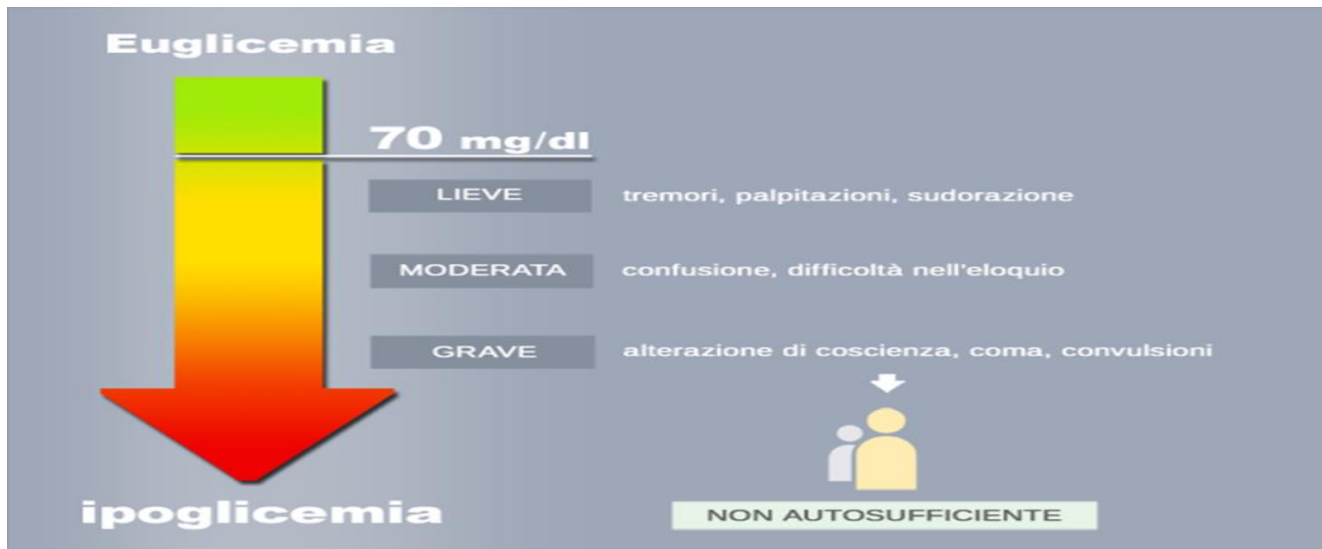 Euglicemia
70 mg/dl
LIEVE tremori, palpitazioni, sudorazione
MODERATA confusione, difficoltà nell'eloquio
GRAVE alterazione di coscienza, coma, convulsioni
ipoglicemia
NON AUTOSUFFICIENTE